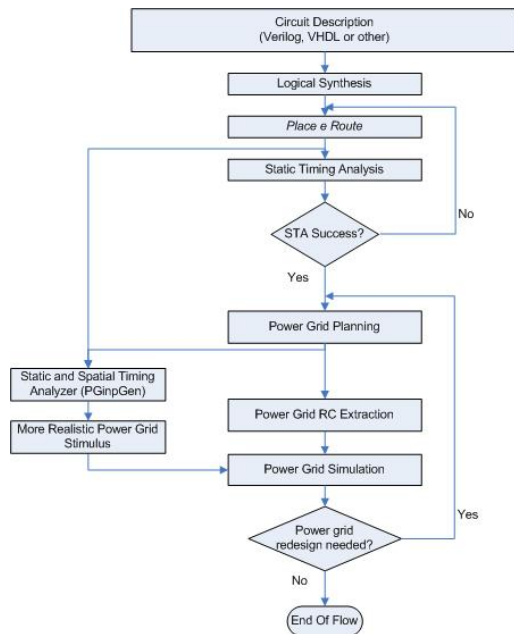 Circuit Description
(Verilog, VHDL or other)
Logical Synthesis
Place e Route
Static Timing Analysis
No
STA Success?
Yes
Power Grid Planning
Static and Spatial Timing
Analyzer (PGinpGen)
More Realistic Power Grid
Stimulus
Power Grid RC Extraction
Power Grid Simulation
Yes
Power grid
redesign needed?
No
End Of Flow